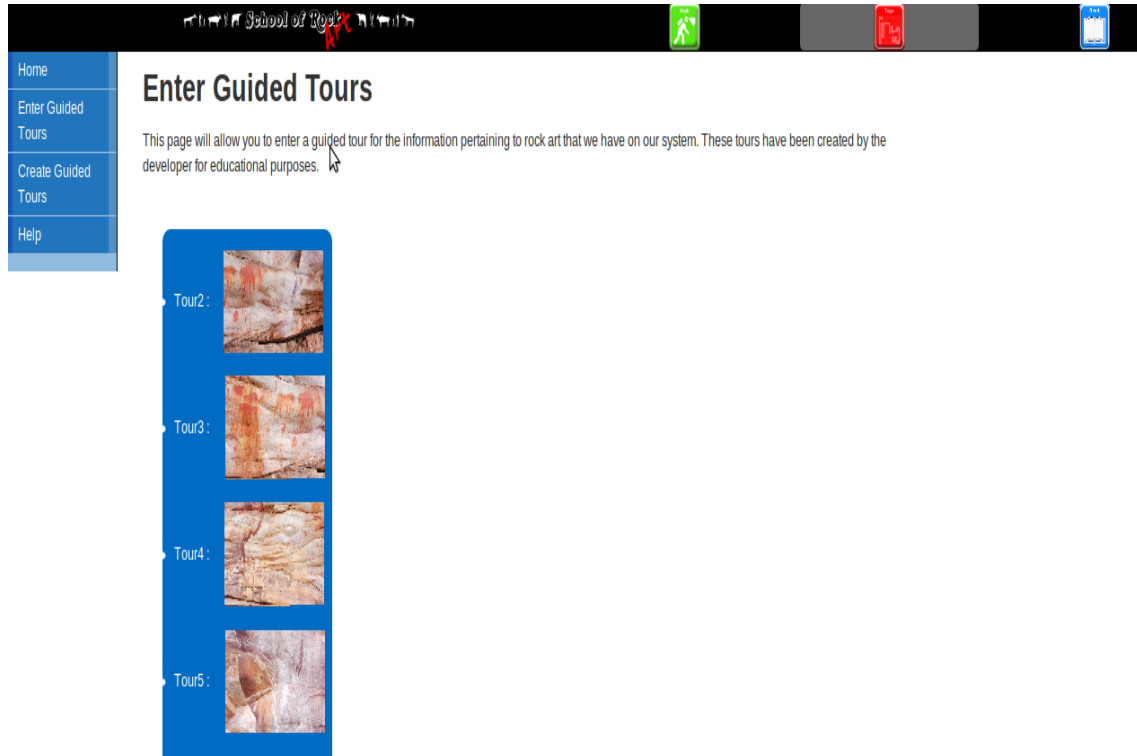 School of Rock
Art
Tour
Home
Enter Guided
Tours
Create Guided
Tours
Help
Enter Guided Tours
This page will allow you to enter a guided tour for the information pertaining to rock art that we have on our system. These tours have been created by the
developer for educational purposes.
Tour2 :
Tour3 :
Tour4 :
Tour5 :